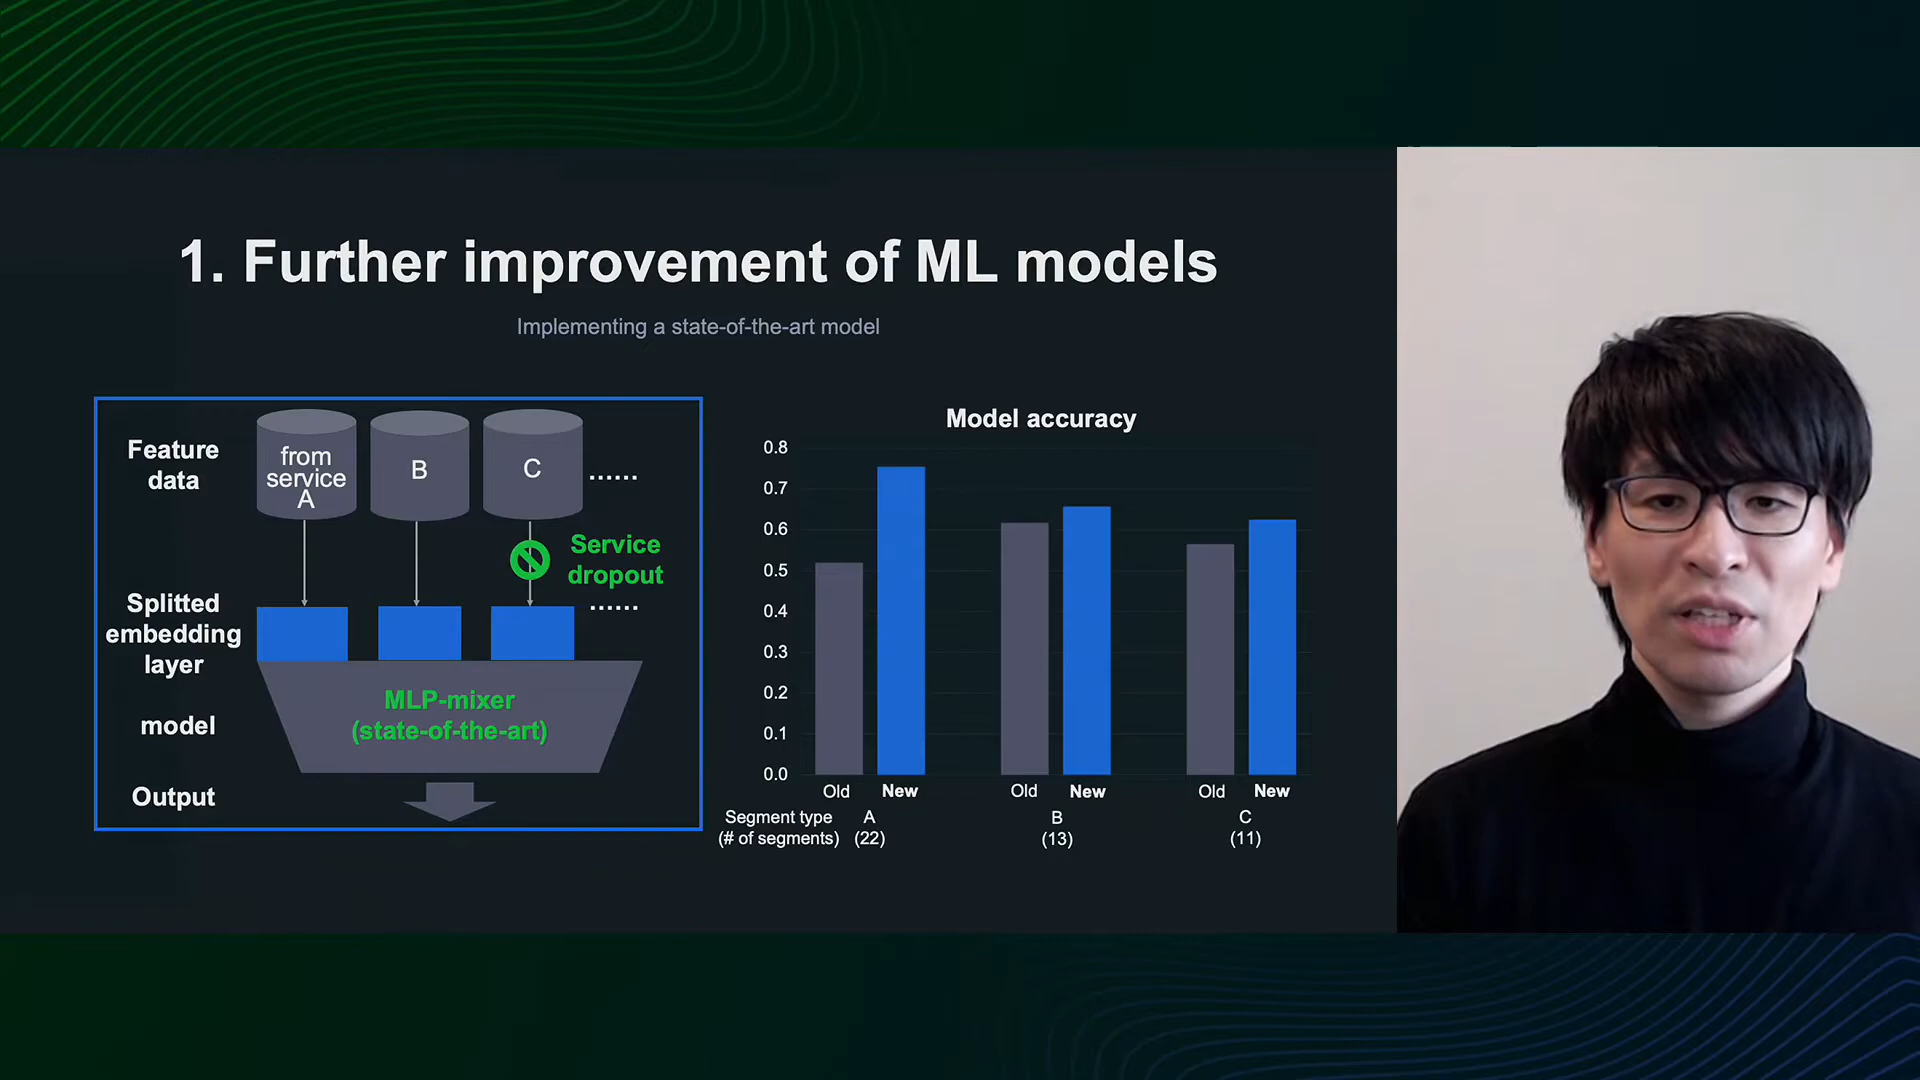 1. Further improvement of ML models
Implementing a state-of-the-art model
Feature
data
from
service
A
B
C
......
Service
dropout
......
Splitted
embedding
layer
MLP-mixer
(state-of-the-art)
model
Output
Model accuracy
0.8
0.7
0.6
0.5
0.4
0.3
0.2
0.1
0.0
Old New Old New Old New
Segment type A B C
(# of segments) (22) (13) (11)